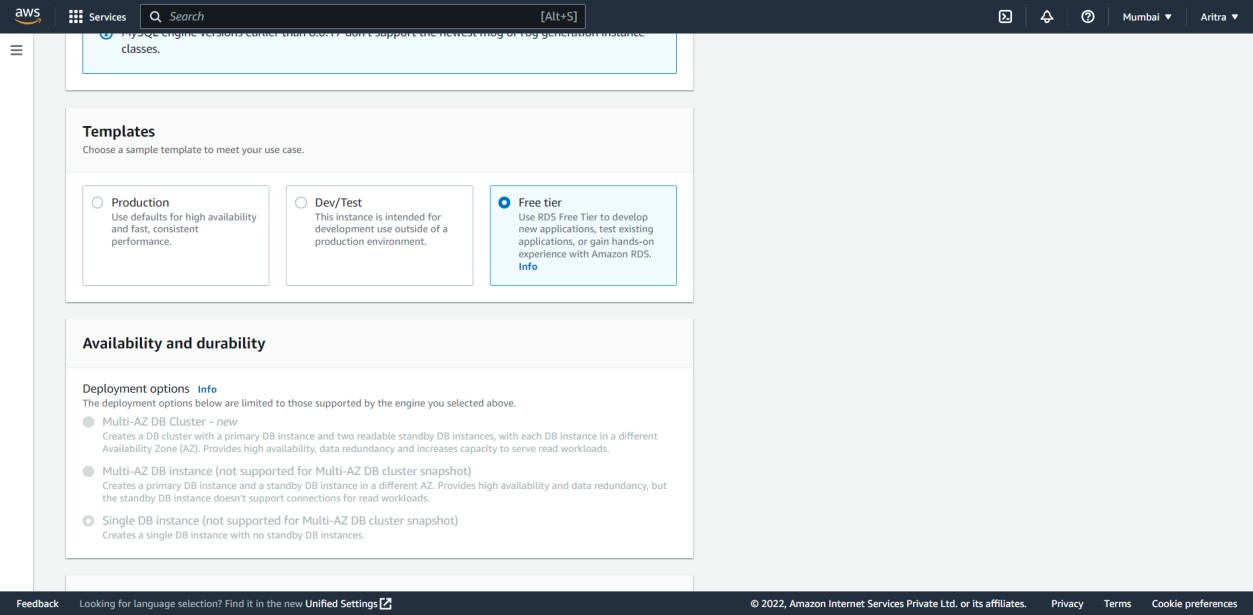 aws
Services
Search
[Alt+S]
Mumbai
Aritra
classes.
Templates
Choose a sample template to meet your use case.
Production
Use defaults for high availability
and fast, consistent
performance.
Dev/Test
This instance is intended for
development use outside of a
production environment.
Free tier
Use RDS Free Tier to develop
new applications, test existing
applications, or gain hands-on
experience with Amazon RDS.
Info
Availability and durability
Deployment options Info
The deployment options below are limited to those supported by the engine you selected above.
Multi-AZ DB Cluster - new
Creates a DB cluster with a primary DB instance and two readable standby DB instances, with each DB instance in a different
Availability Zone (AZ). Provides high availability, data redundancy and increases capacity to serve read workloads.
Multi-AZ DB instance (not supported for Multi-AZ DB cluster snapshot)
Creates a primary DB instance and a standby DB instance in a different AZ. Provides high availability and data redundancy, but
the standby DB instance doesn't support connections for read workloads.
Single DB instance (not supported for Multi-AZ DB cluster snapshot)
Creates a single DB instance with no standby DB instances.
Feedback
Looking for language selection? Find it in the new Unified Settings
© 2022, Amazon Internet Services Private Ltd. or its affiliates.
Privacy
Terms
Cookie preferences